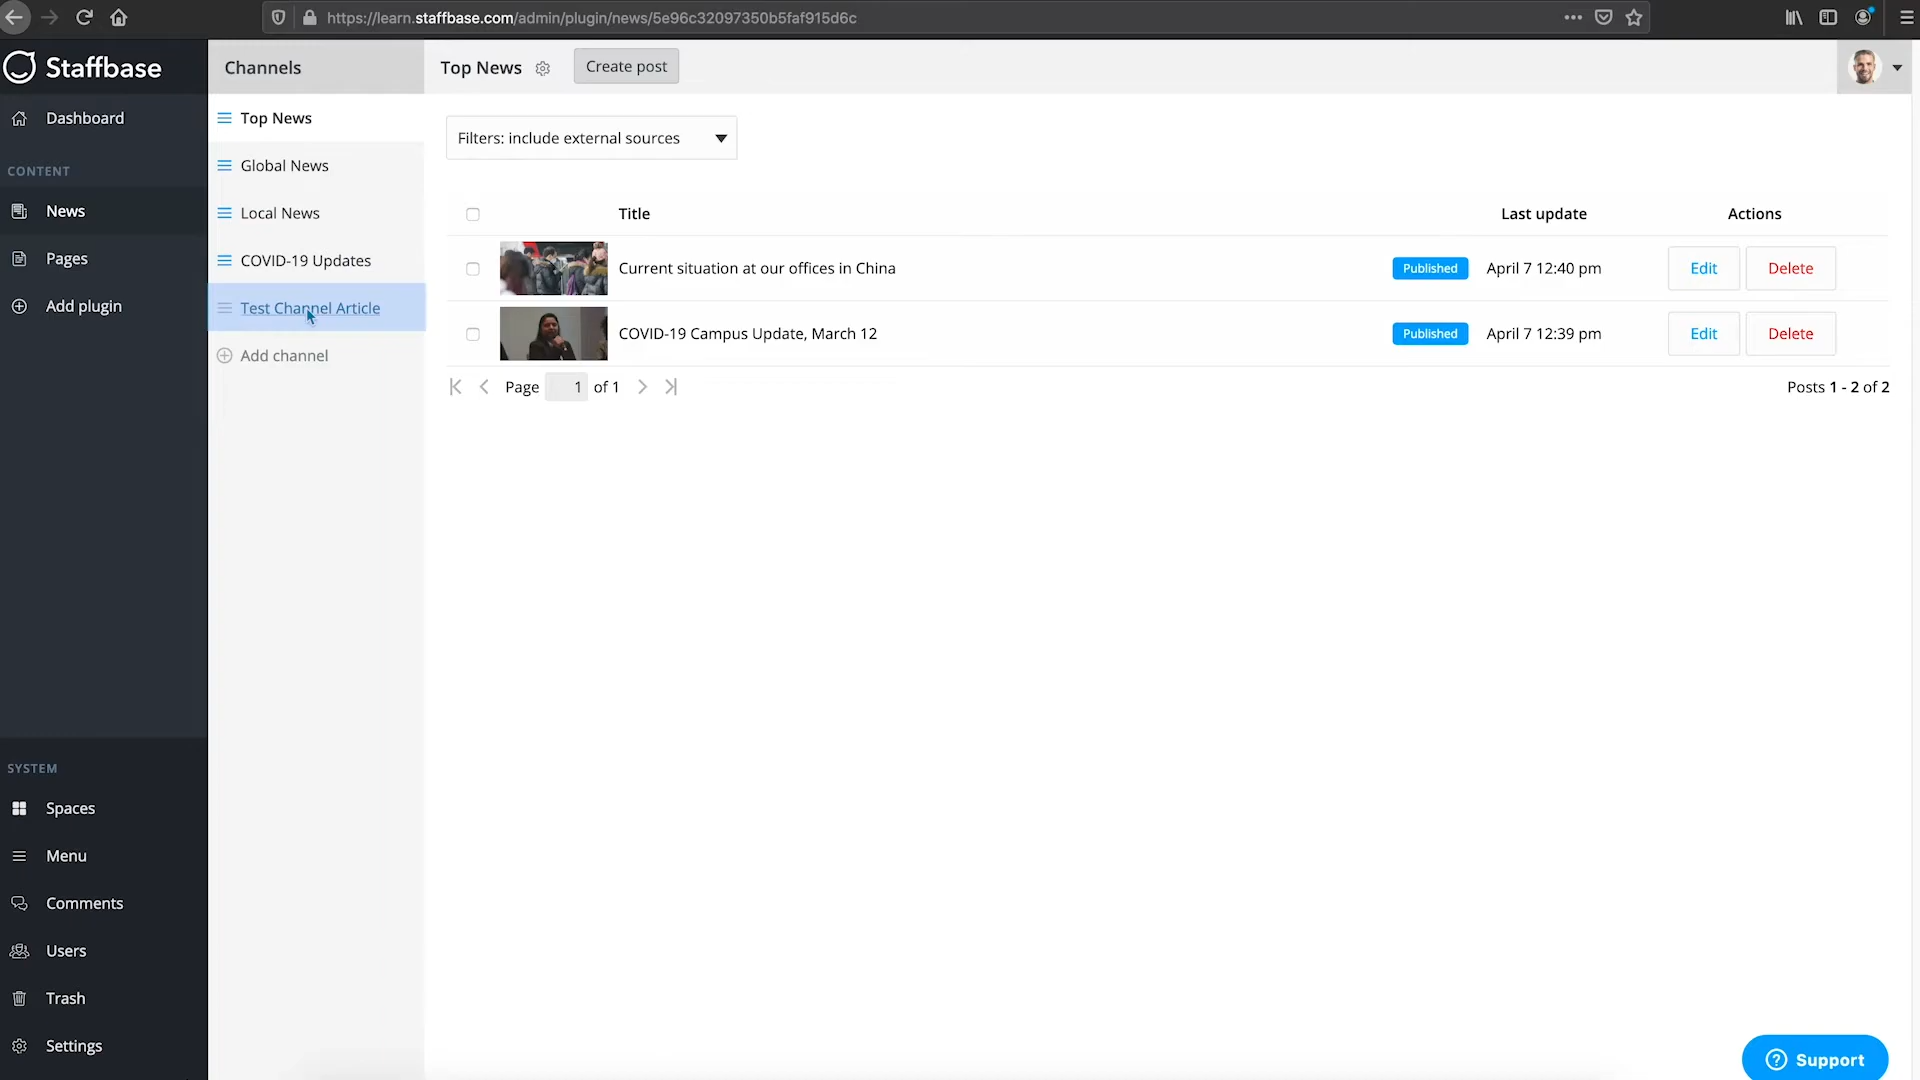 https://learn.staffbase.com/admin/plugin/news/5e96c32097350b5faf915d6c
Staffbase
Channels
Top News
Create post
Dashboard
CONTENT
News
Pages
Add plugin
Top News
Global News
Local News
COVID-19 Updates
Test Channel Article
Add channel
Filters: include external sources
Title Last update Actions
Current situation at our offices in China Published April 7 12:40 pm Edit Delete
COVID-19 Campus Update, March 12 Published April 7 12:39 pm Edit Delete
Page 1 of 1 Posts 1 - 2 of 2
SYSTEM
Spaces
Menu
Comments
Users
Trash
Settings
Support